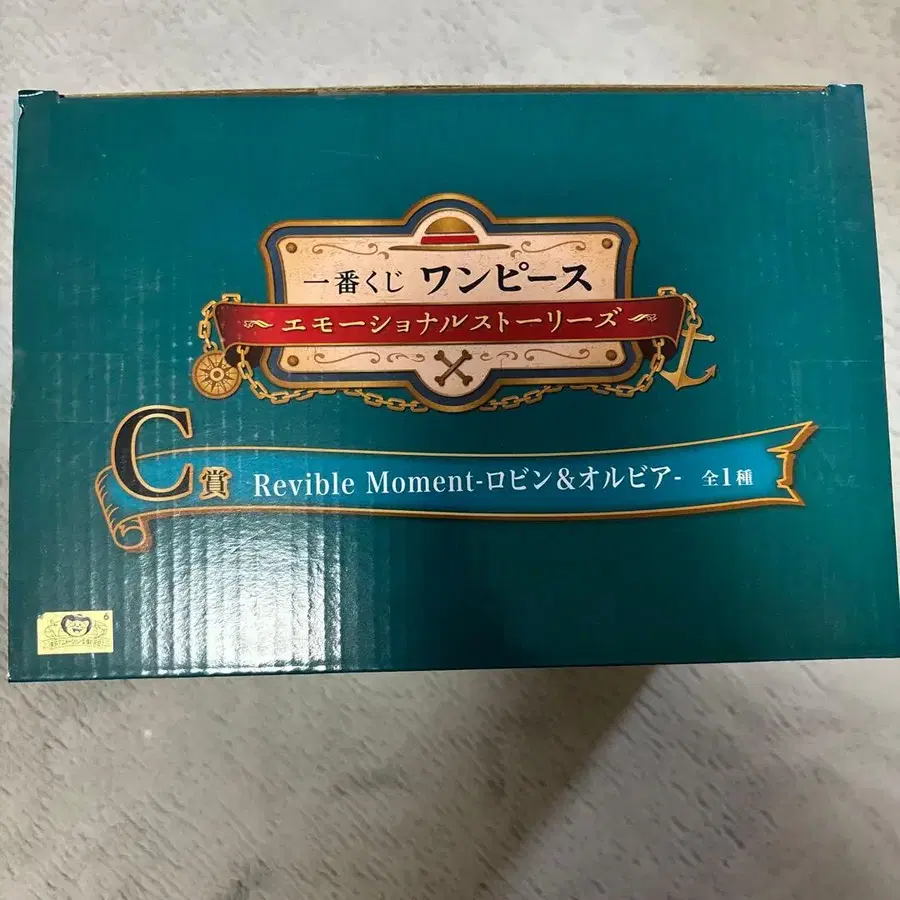 一番くじ ワンピース
エモーショナルストーリーズ
C賞 Revible Moment-ロビン&オルビア- 全1種
6